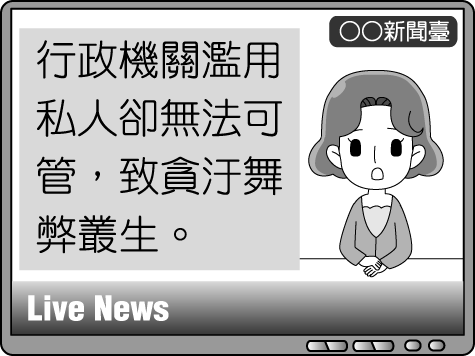 〇〇新聞臺
行政機關濫用
私人卻無法可
管，致貪汙舞
弊叢生。
Live News